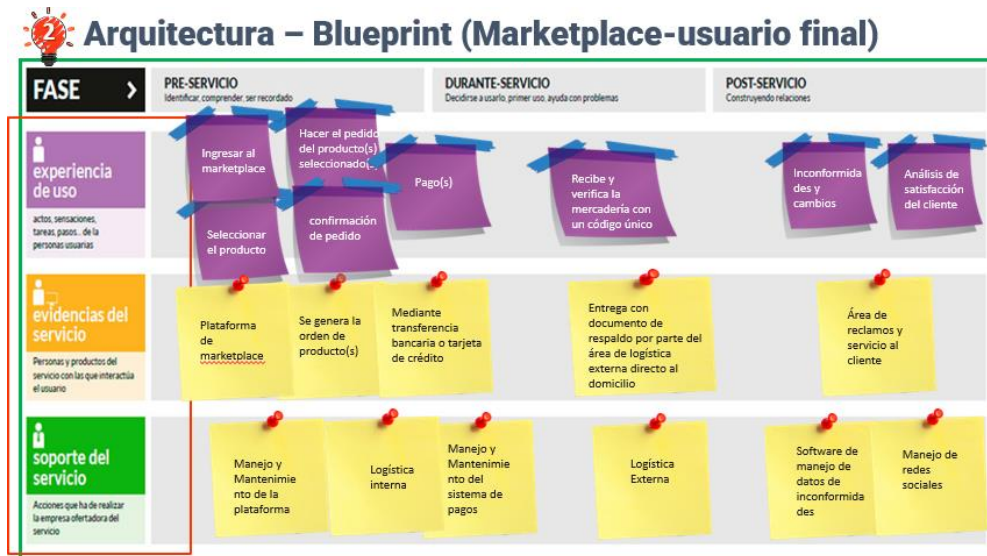 2
Arquitectura – Blueprint (Marketplace-usuario final)
FASE >
PRE-SERVICIO
Identificar, comprender, ser recordado
DURANTE-SERVICIO
Decidirse a usarlo, primer uso, ayuda con problemas
POST-SERVICIO
Construyendo relaciones
experiencia
de uso
actos, sensaciones,
tareas, pasos... de la
personas usuarias
Ingresar al
marketplace
Seleccionar
el producto
Hacer el pedido
del producto(s)
seleccionado(s)
confirmación
de pedido
Pago(s)
Recibe y
verifica la
mercadería con
un código único
Inconformida
des y
cambios
Análisis de
satisfacción
del cliente
evidencias del
servicio
Personas y productos del
servicio con las que interactúa
el usuario
Plataforma
de
marketplace
Se genera la
orden de
producto(s)
Mediante
transferencia
bancaria o tarjeta
de crédito
Entrega con
documento de
respaldo por parte del
área de logística
externa directo al
domicilio
Área de
reclamos y
servicio al
cliente
soporte del
servicio
Acciones que ha de realizar
la empresa ofertadora del
servicio
Manejo y
Mantenimie
nto de la
plataforma
Logística
interna
Manejo y
Mantenimie
nto del
sistema de
pagos
Logística
Externa
Software de
manejo de
datos de
inconformida
des
Manejo de
redes
sociales